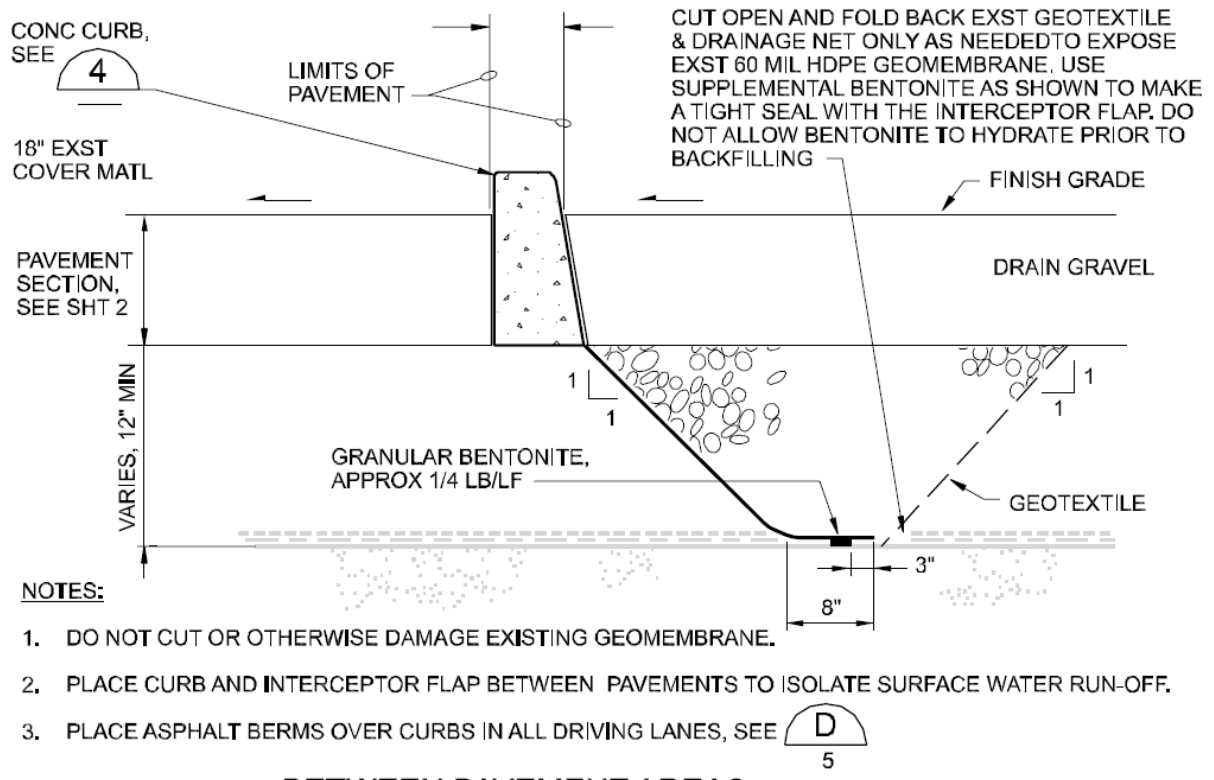 CONC CURB,
SEE
4
18" EXST
COVER MATL
LIMITS OF
PAVEMENT
CUT OPEN AND FOLD BACK EXST GEOTEXTILE
& DRAINAGE NET ONLY AS NEEDEDTO EXPOSE
EXST 60 MIL HDPE GEOMEMBRANE. USE
SUPPLEMENTAL BENTONITE AS SHOWN TO MAKE
A TIGHT SEAL WITH THE INTERCEPTOR FLAP. DO
NOT ALLOW BENTONITE TO HYDRATE PRIOR TO
BACKFILLING
FINISH GRADE
PAVEMENT
SECTION,
SEE SHT 2
DRAIN GRAVEL
VARIES, 12" MIN
1
1
1
1
GRANULAR BENTONITE,
APPROX 1/4 LB/LF
GEOTEXTILE
3"
8"
NOTES:
1. DO NOT CUT OR OTHERWISE DAMAGE EXISTING GEOMEMBRANE.
2. PLACE CURB AND INTERCEPTOR FLAP BETWEEN PAVEMENTS TO ISOLATE SURFACE WATER RUN-OFF.
3. PLACE ASPHALT BERMS OVER CURBS IN ALL DRIVING LANES, SEE D
5
BETWEEN PAVEMENT AREAS